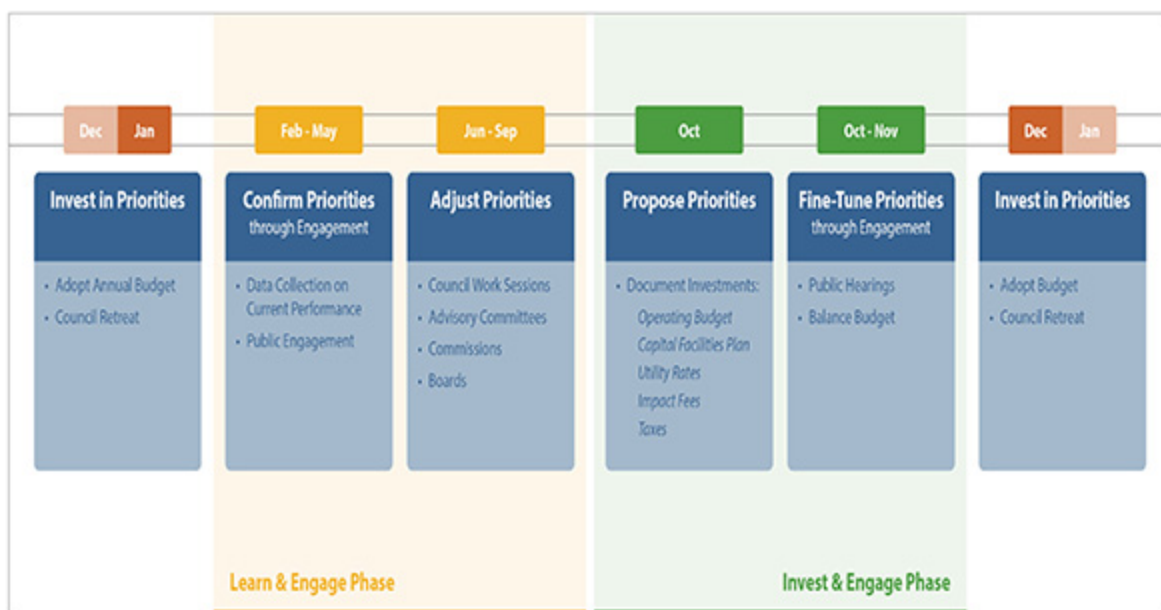 Dec
Jan
Feb - May
Jun - Sep
Oct
Oct - Nov
Dec
Jan
Invest in Priorities
• Adopt Annual Budget
• Council Retreat
Confirm Priorities
through Engagement
• Data Collection on
Current Performance
• Public Engagement
Adjust Priorities
• Council Work Sessions
• Advisory Committees
• Commissions
• Boards
Propose Priorities
• Document Investments:
Operating Budget
Capital Facilities Plan
Utility Rates
Impact Fees
Taxes
Fine-Tune Priorities
through Engagement
• Public Hearings
• Balance Budget
Invest in Priorities
• Adopt Budget
• Council Retreat
Learn & Engage Phase
Invest & Engage Phase